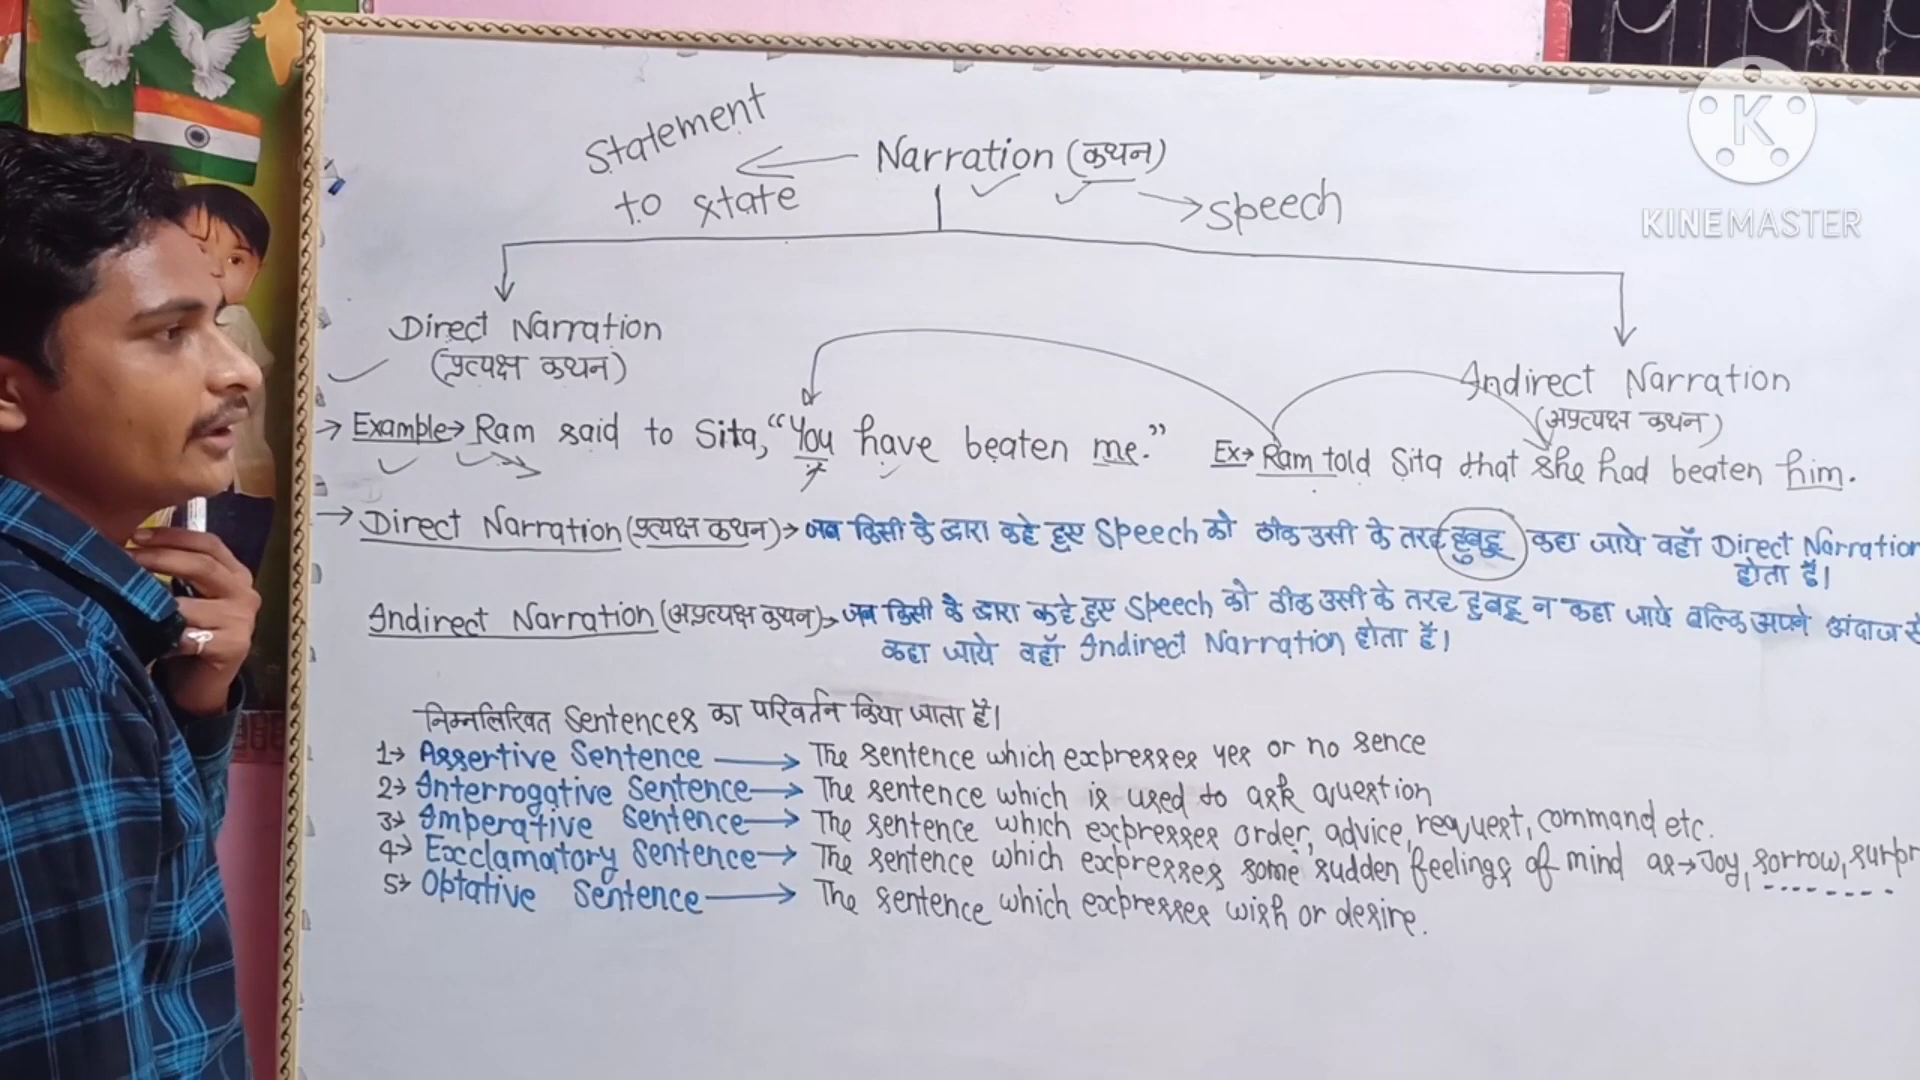 Statement
to state
Narration (कथन)
Speech
KINEMASTER
Direct Narration
(प्रत्यक्ष कथन)
Indirect Narration
(अप्रत्यक्ष कथन)
Example→ Ram said to Sita, "You have beaten me."
Ex→ Ram told Sita that she had beaten him.
→ Direct Narration (प्रत्यक्ष कथन)→ जब किसी के द्वारा कहे हुए Speech को ठीक उसी के तरह हुबहू कहा जाये वहाँ Direct Narration
होता है।
Indirect Narration (अप्रत्यक्ष कथन)→ जब किसी के द्वारा कहे हुए Speech को ठीक उसी के तरह हुबहू न कहा जाये बल्कि अपने अंदाज से
कहा जाये वहाँ Indirect Narration होता है।
निम्नलिखित Sentences का परिवर्तन किया जाता है।
1→ Assertive Sentence → The sentence which expresses yes or no sence
2→ Interrogative Sentence → The sentence which is used to ask question
3→ Imperative Sentence → The sentence which expresses order, advice, request, command etc.
4→ Exclamatory Sentence → The sentence which expresses some sudden feelings of mind as→ Joy, sorrow, surpr
5→ Optative Sentence → The sentence which expresses wish or desire.